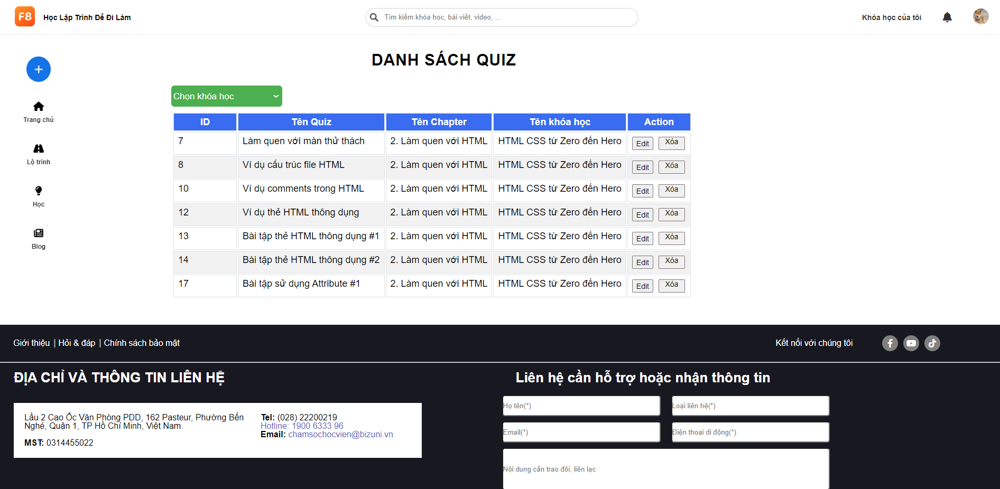 F8 Học Lập Trình Để Đi Làm
Tìm kiếm khóa học, bài viết, video, ...
Khóa học của tôi
Trang chủ
Lộ trình
Học
Blog
DANH SÁCH QUIZ
Chọn khóa học
ID Tên Quiz Tên Chapter Tên khóa học Action
7 Làm quen với màn thử thách 2. Làm quen với HTML HTML CSS từ Zero đến Hero Edit Xóa
8 Ví dụ cấu trúc file HTML 2. Làm quen với HTML HTML CSS từ Zero đến Hero Edit Xóa
10 Ví dụ comments trong HTML 2. Làm quen với HTML HTML CSS từ Zero đến Hero Edit Xóa
12 Ví dụ thẻ HTML thông dụng 2. Làm quen với HTML HTML CSS từ Zero đến Hero Edit Xóa
13 Bài tập thẻ HTML thông dụng #1 2. Làm quen với HTML HTML CSS từ Zero đến Hero Edit Xóa
14 Bài tập thẻ HTML thông dụng #2 2. Làm quen với HTML HTML CSS từ Zero đến Hero Edit Xóa
17 Bài tập sử dụng Attribute #1 2. Làm quen với HTML HTML CSS từ Zero đến Hero Edit Xóa
Giới thiệu | Hỏi & đáp | Chính sách bảo mật
Kết nối với chúng tôi
ĐỊA CHỈ VÀ THÔNG TIN LIÊN HỆ
Lầu 2 Cao Ốc Văn Phòng PDD, 162 Pasteur, Phường Bến
Nghé, Quận 1, TP Hồ Chí Minh, Việt Nam.
MST: 0314455022
Tel: (028) 22200219
Hotline: 1900 6333 96
Email: chamsochocvien@bizuni.vn
Liên hệ cần hỗ trợ hoặc nhận thông tin
Họ tên(*)
Loại liên hệ(*)
Email(*)
Điện thoại di động(*)
Nội dung cần trao đổi, liên lạc